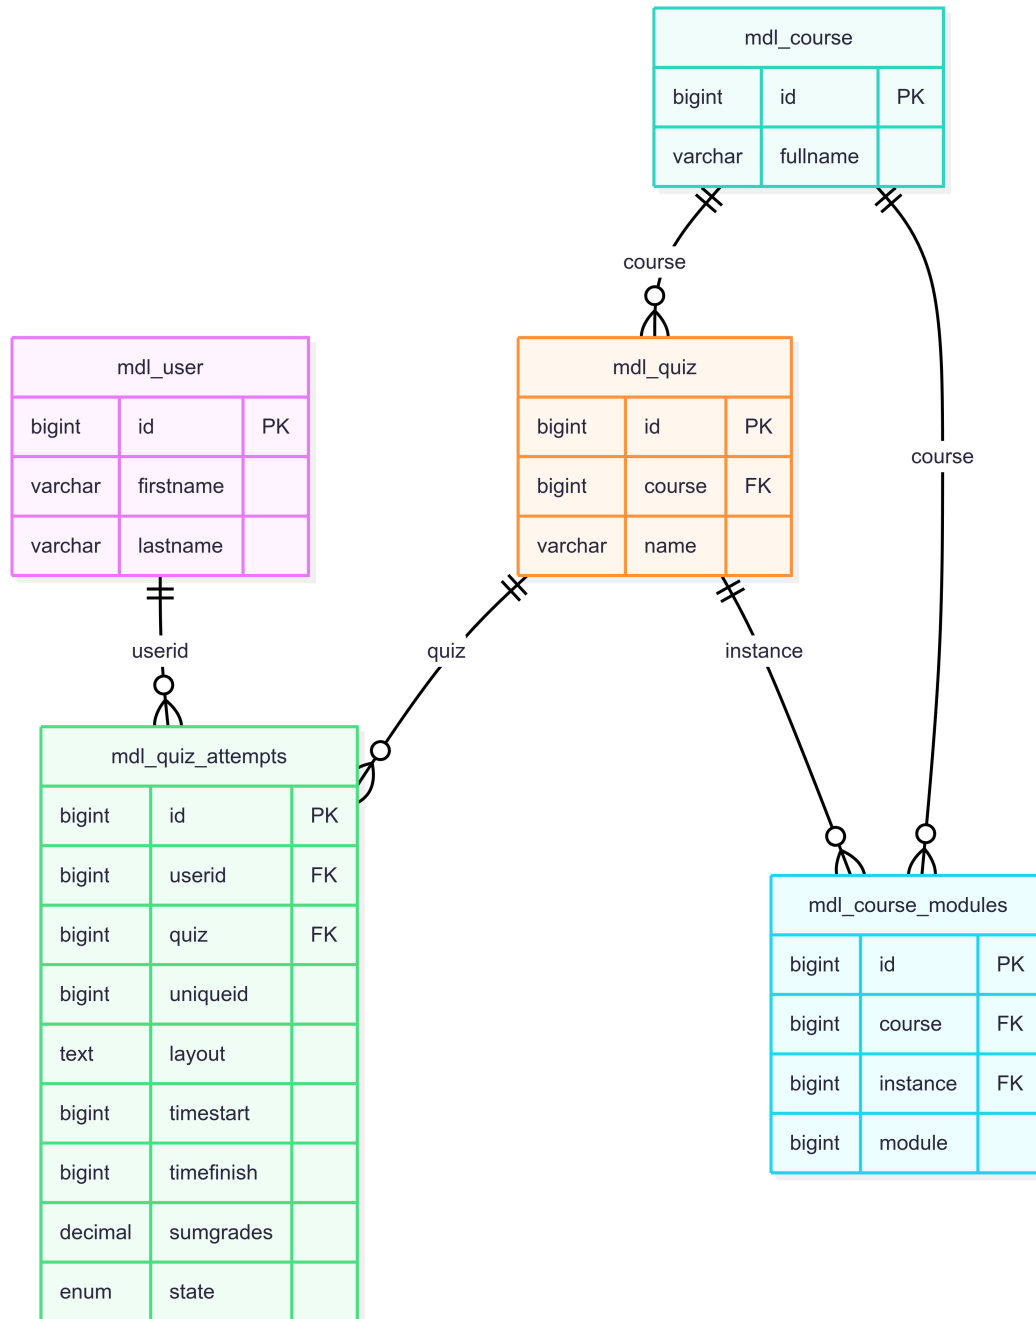 mdl_course
bigint id PK
varchar fullname
course
mdl_user
bigint id PK
varchar firstname
varchar lastname
mdl_quiz
bigint id PK
bigint course FK
varchar name
course
userid
quiz
instance
mdl_quiz_attempts
bigint id PK
bigint userid FK
bigint quiz FK
bigint uniqueid
text layout
bigint timestart
bigint timefinish
decimal sumgrades
enum state
mdl_course_modules
bigint id PK
bigint course FK
bigint instance FK
bigint module